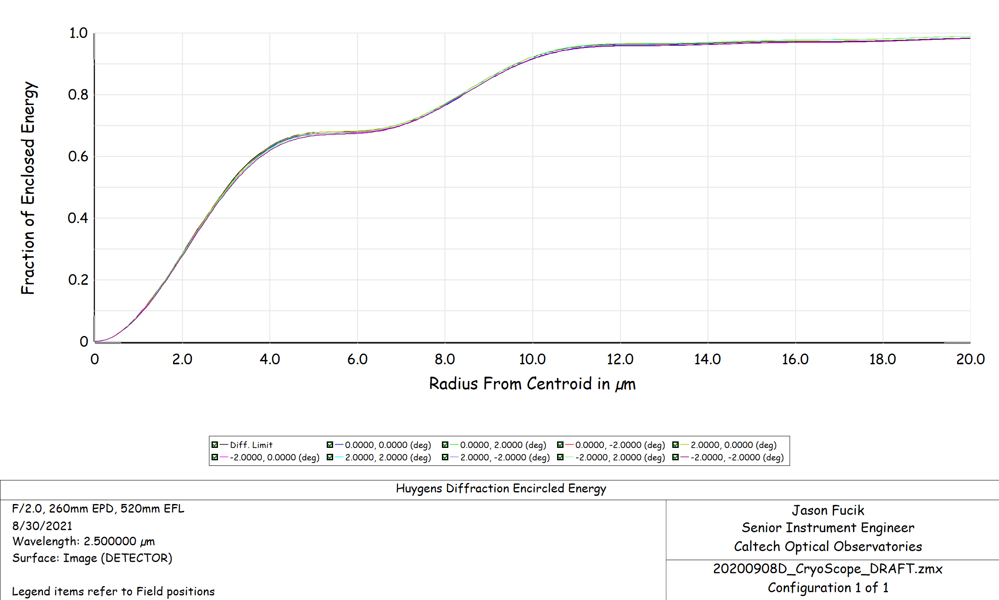 1.0
0.8
0.6
0.4
0.2
0
Fraction of Enclosed Energy
0 2.0 4.0 6.0 8.0 10.0 12.0 14.0 16.0 18.0 20.0
Radius From Centroid in µm
Diff. Limit 0.0000, 0.0000 (deg) 0.0000, 2.0000 (deg) 0.0000, -2.0000 (deg) 2.0000, 0.0000 (deg)
-2.0000, 0.0000 (deg) 2.0000, 2.0000 (deg) 2.0000, -2.0000 (deg) -2.0000, 2.0000 (deg) -2.0000, -2.0000 (deg)
Huygens Diffraction Encircled Energy
F/2.0, 260mm EPD, 520mm EFL
8/30/2021
Wavelength: 2.500000 µm
Surface: Image (DETECTOR)
Legend items refer to Field positions
Jason Fucik
Senior Instrument Engineer
Caltech Optical Observatories
20200908D_CryoScope_DRAFT.zmx
Configuration 1 of 1